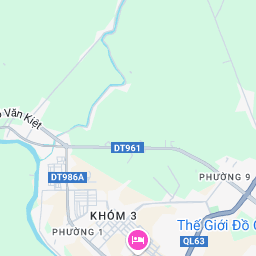 Văn Kiệt
DT961
DT986A
PHƯỜNG 9
KHÓM 3
PHƯỜNG 1
Thế Giới Đồ
QL63